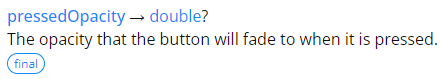 pressedOpacity → double?
The opacity that the button will fade to when it is pressed.
final